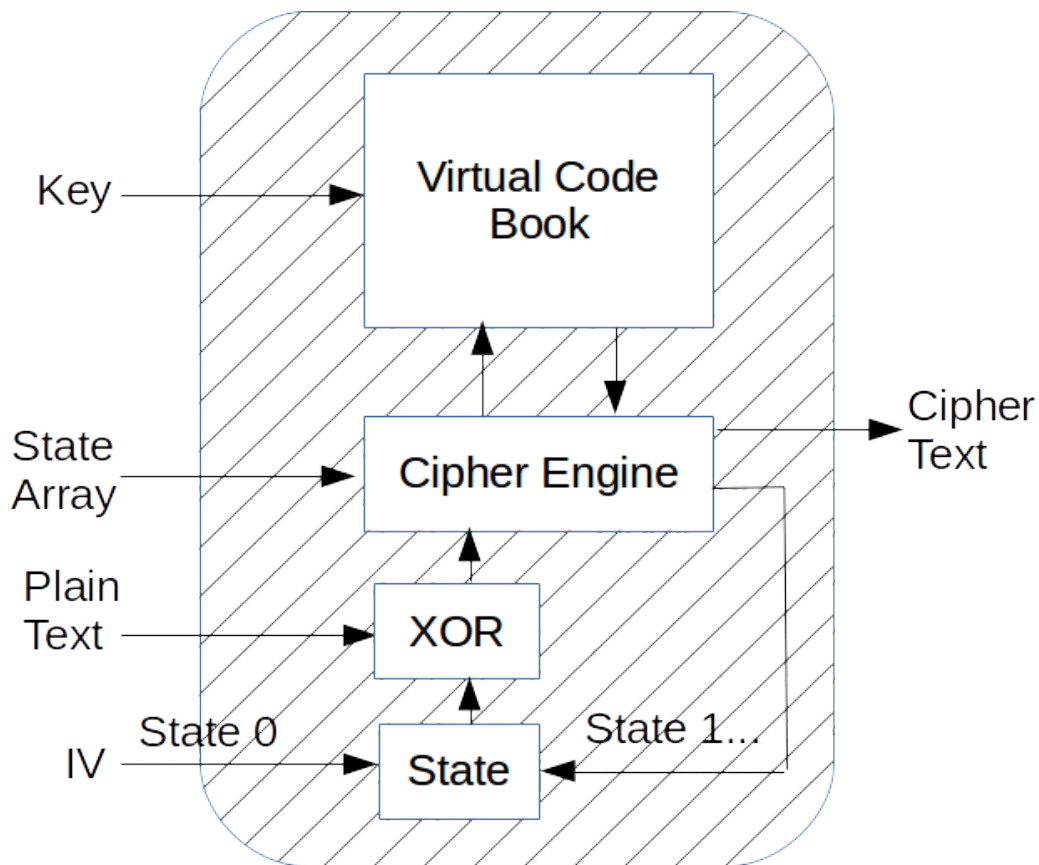 Virtual Code
Book
Key
Cipher
Text
State
Array
Cipher Engine
Plain
Text
XOR
State 0
State 1...
IV
State